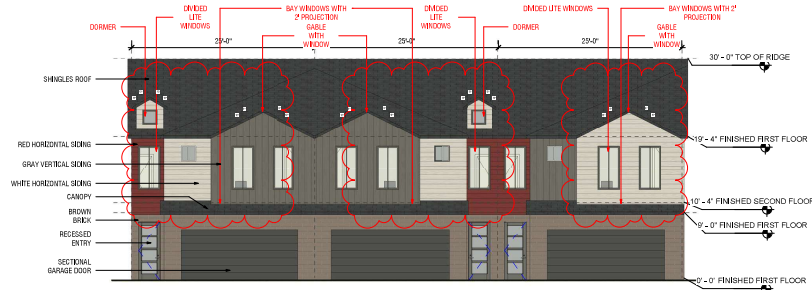 DORMER
DIVIDED
LITE
WINDOWS
BAY WINDOWS WITH
2' PROJECTION
GABLE
WITH
WINDOW
DIVIDED
LITE
WINDOWS
DORMER
DIVIDED LITE WINDOWS
BAY WINDOWS WITH 2'
PROJECTION
GABLE
WITH
WINDOW
25'-0"
25'-0"
25'-0"
30' - 0" TOP OF RIDGE
SHINGLES ROOF
19' - 4" FINISHED FIRST FLOOR
RED HORIZONTAL SIDING
GRAY VERTICAL SIDING
WHITE HORIZONTAL SIDING
CANOPY
10' - 4" FINISHED SECOND FLOOR
BROWN
BRICK
9' - 0" FINISHED FIRST FLOOR
RECESSED
ENTRY
SECTIONAL
GARAGE DOOR
0' - 0" FINISHED FIRST FLOOR